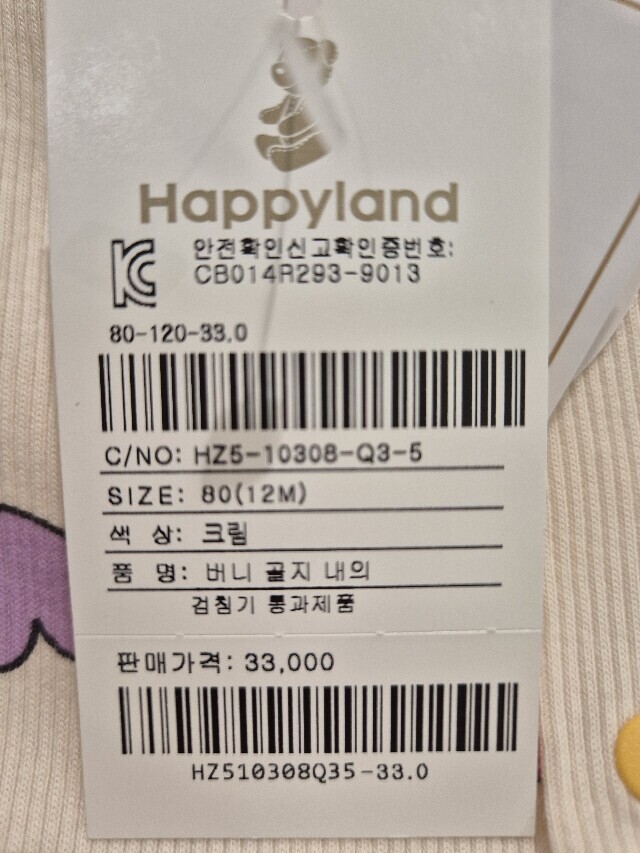 Happyland
안전확인신고확인증번호:
CB014R293-9013
80-120-33.0
C/NO: HZ5-10308-Q3-5
SIZE: 80(12M)
색 상: 크림
품 명: 버니 골지 내의
검침기 통과제품
판매가격: 33,000
HZ510308Q35-33.0